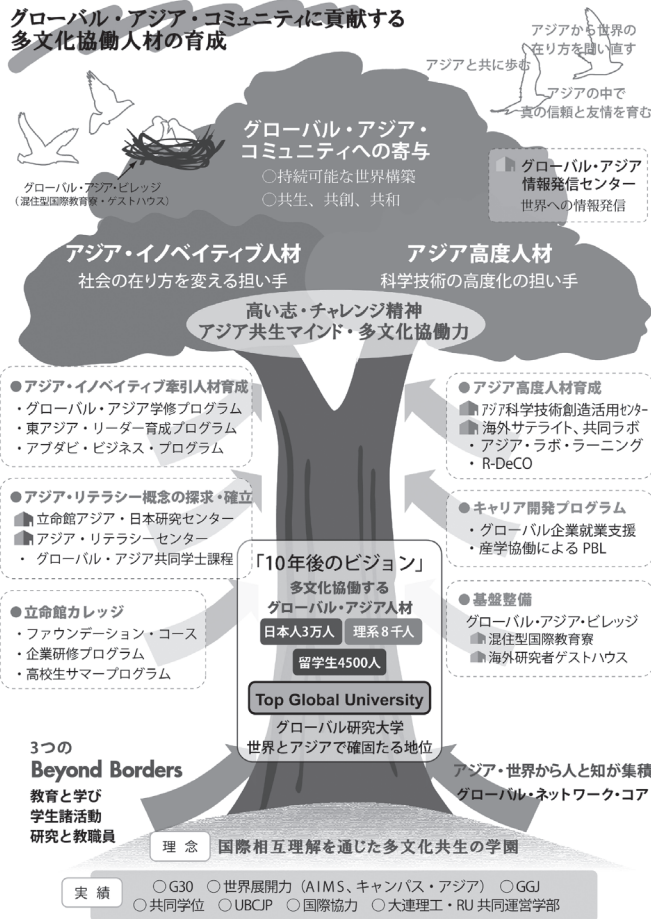 グローバル・アジア・コミュニティに貢献する
多文化協働人材の育成
アジアから世界の
在り方を問い直す
アジアと共に歩む
アジアの中で
真の信頼と友情を育む
グローバル・アジア・
コミュニティへの寄与
○持続可能な世界構築
○共生、共創、共和
グローバル・アジア・ビレッジ
（混住型国際教育寮・ゲストハウス）
グローバル・アジア
情報発信センター
世界への情報発信
アジア・イノベイティブ人材
社会の在り方を変える担い手
アジア高度人材
科学技術の高度化の担い手
高い志・チャレンジ精神
アジア共生マインド・多文化協働力
●アジア・イノベイティブ牽引人材育成
・グローバル・アジア学修プログラム
・東アジア・リーダー育成プログラム
・アブダビ・ビジネス・プログラム
●アジア・リテラシー概念の探求・確立
立命館アジア・日本研究センター
アジア・リテラシーセンター
・ グローバル・アジア共同学士課程
●立命館カレッジ
・ファウンデーション・コース
・企業研修プログラム
・高校生サマープログラム
●アジア高度人材育成
アジア科学技術創造活用センター
海外サテライト、共同ラボ
・アジア・ラボ・ラーニング
・R-DeCO
●キャリア開発プログラム
・グローバル企業就業支援
・産学協働による PBL
●基盤整備
グローバル・アジア・ビレッジ
混住型国際教育寮
海外研究者ゲストハウス
「10年後のビジョン」
多文化協働する
グローバル・アジア人材
日本人3万人 理系8千人
留学生4500人
Top Global University
グローバル研究大学
世界とアジアで確固たる地位
3つの
Beyond Borders
教育と学び
学生諸活動
研究と教職員
アジア・世界から人と知が集積
グローバル・ネットワーク・コア
理 念 国際相互理解を通じた多文化共生の学園
実 績 ○G30 ○世界展開力（AIMS、キャンパス・アジア） ○GGJ
○共同学位 ○UBCJP ○国際協力 ○大連理工・RU 共同運営学部